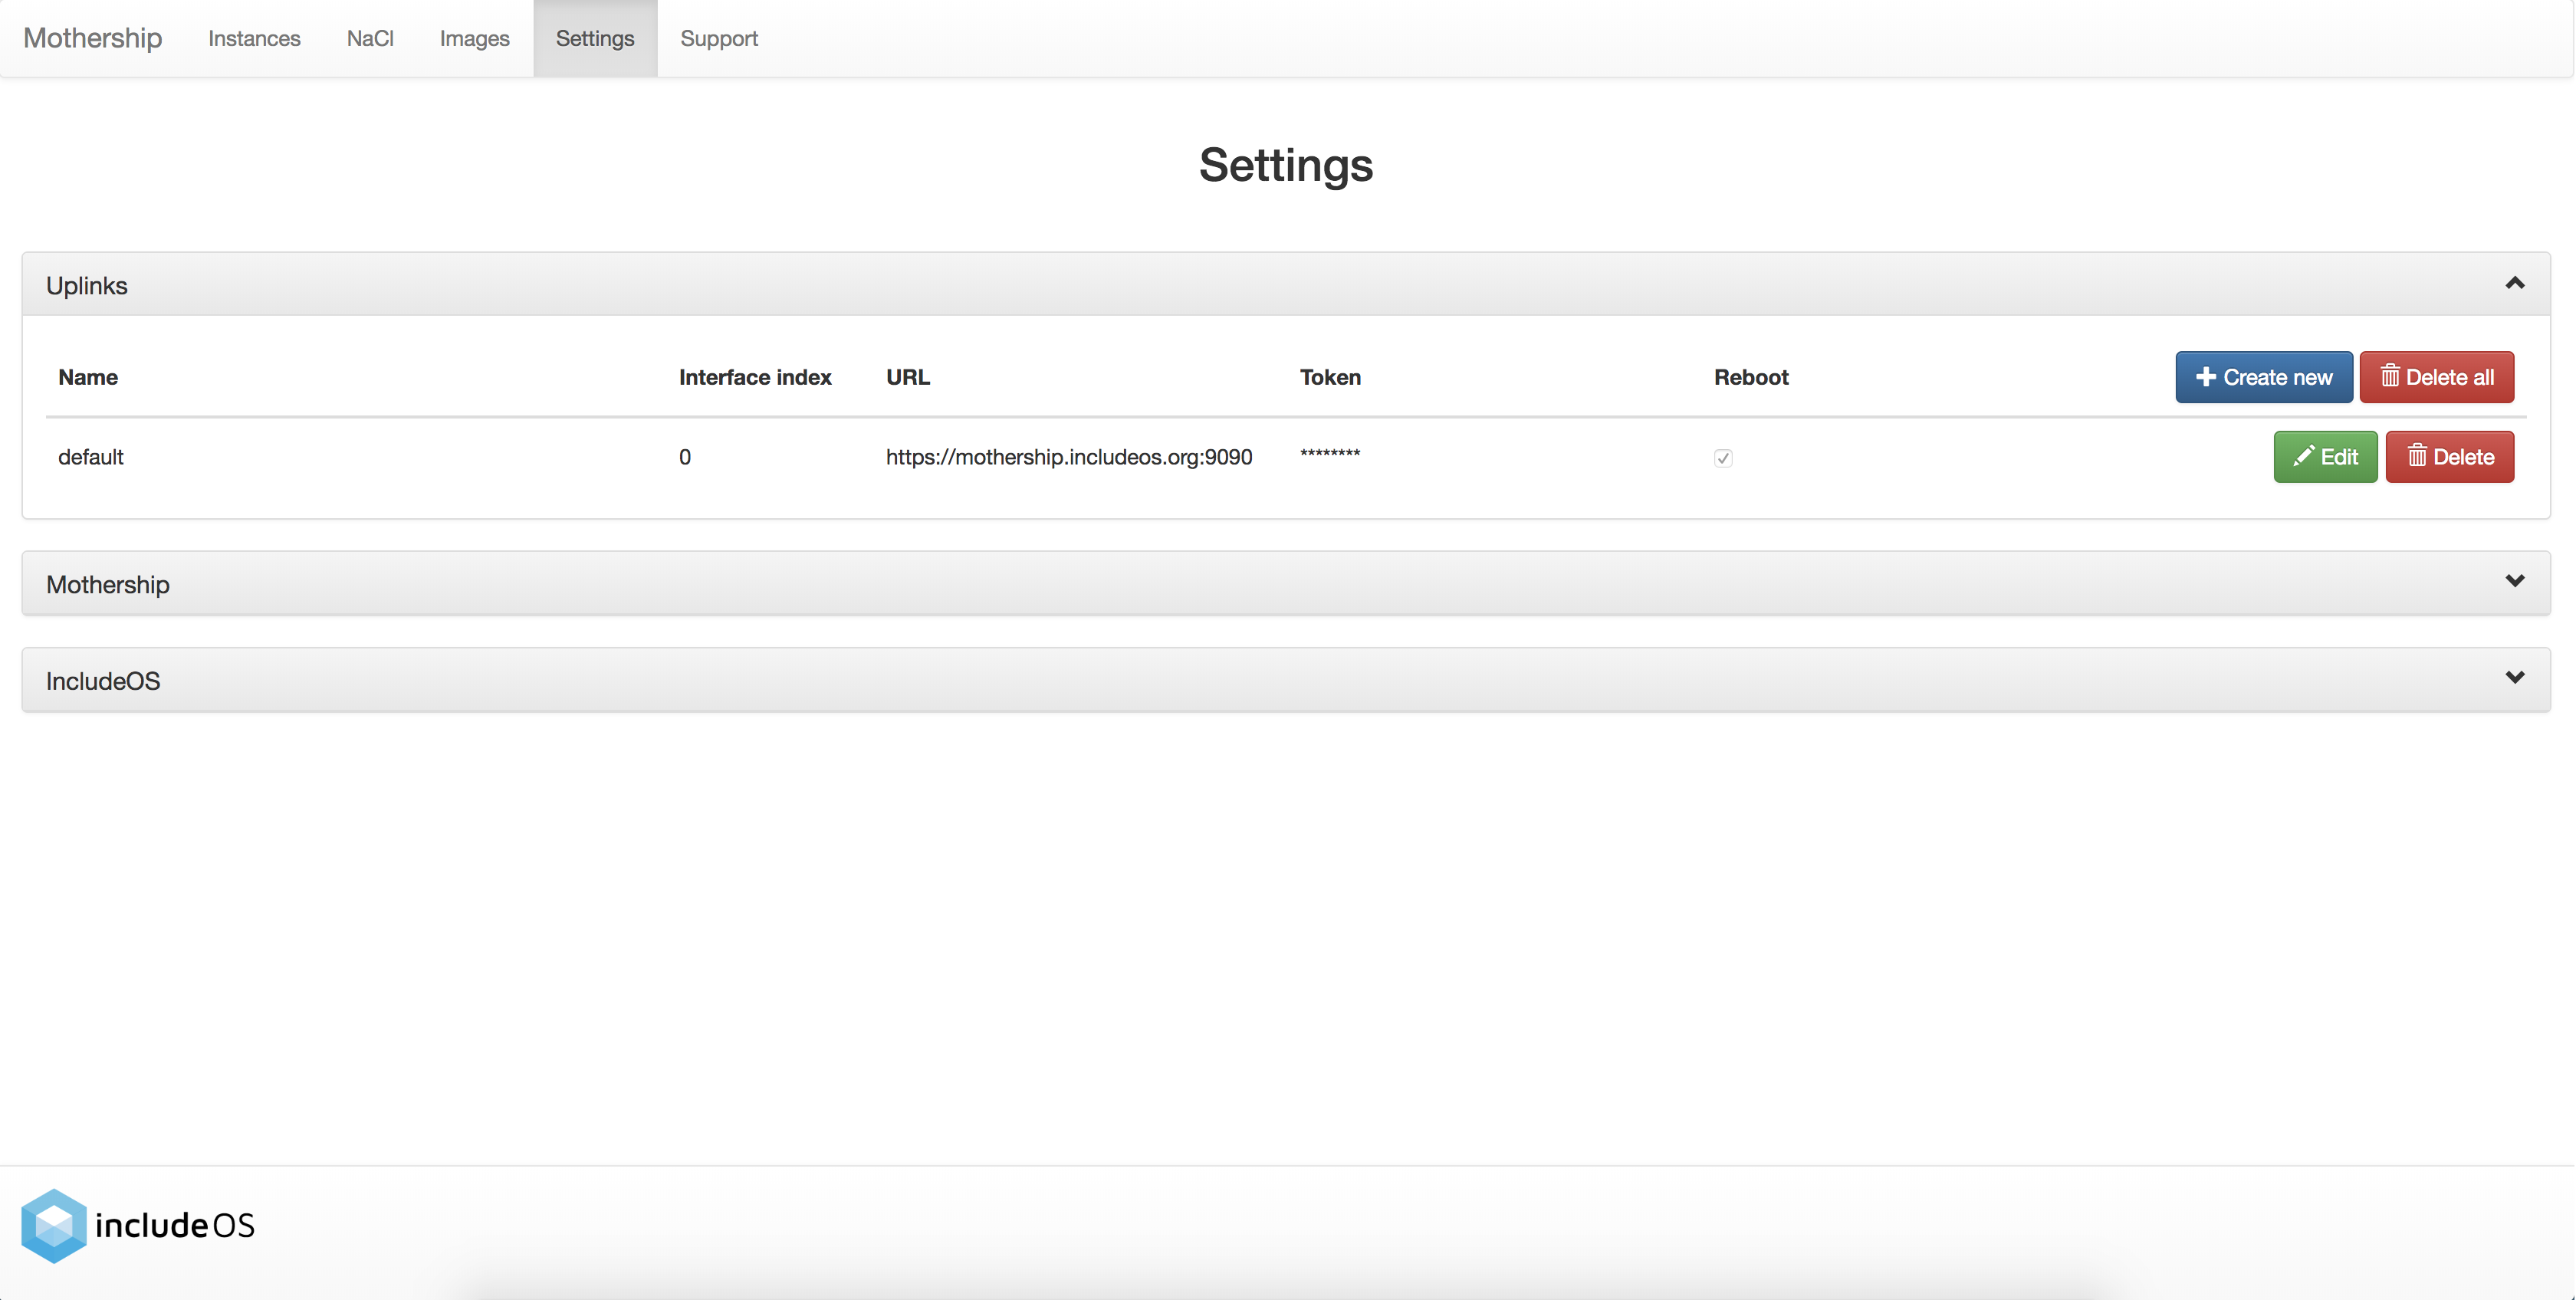 Mothership Instances NaCl Images Settings Support
Settings
Uplinks
Name Interface index URL Token Reboot Create new Delete all
default 0 https://mothership.includeos.org:9090 ******** Edit Delete
Mothership
IncludeOS
includeOS